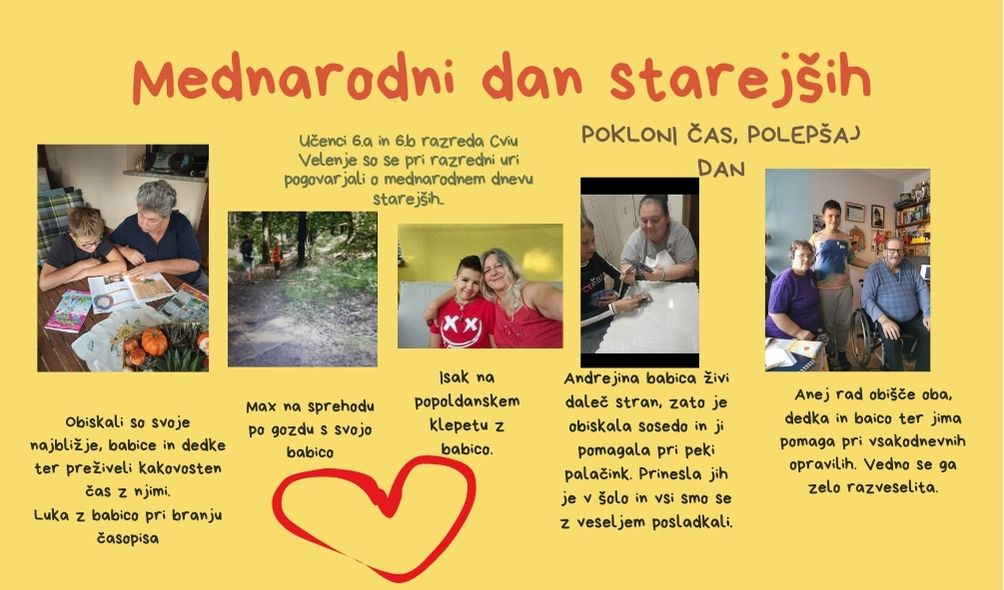 Mednarodni dan starejših
Učenci 6.a in 6.b razreda Cviu
Velenje so se pri razredni uri
pogovarjali o mednarodnem dnevu
starejših..
POKLONI ČAS, POLEPŠAJ
DAN
Obiskali so svoje
najbližje, babice in dedke
ter preživeli kakovosten
čas z njimi.
Luka z babico pri branju
časopisa
Max na sprehodu
po gozdu s svojo
babico
Isak na
popoldanskem
klepetu z
babico.
Andrejina babica živi
daleč stran, zato je
obiskala sosedo in ji
pomagala pri peki
palačink. Prinesla jih
je v šolo in vsi smo se
z veseljem posladkali.
Anej rad obišče oba,
dedka in baico ter jima
pomaga pri vsakodnevnih
opravilih. Vedno se ga
zelo razveselita.